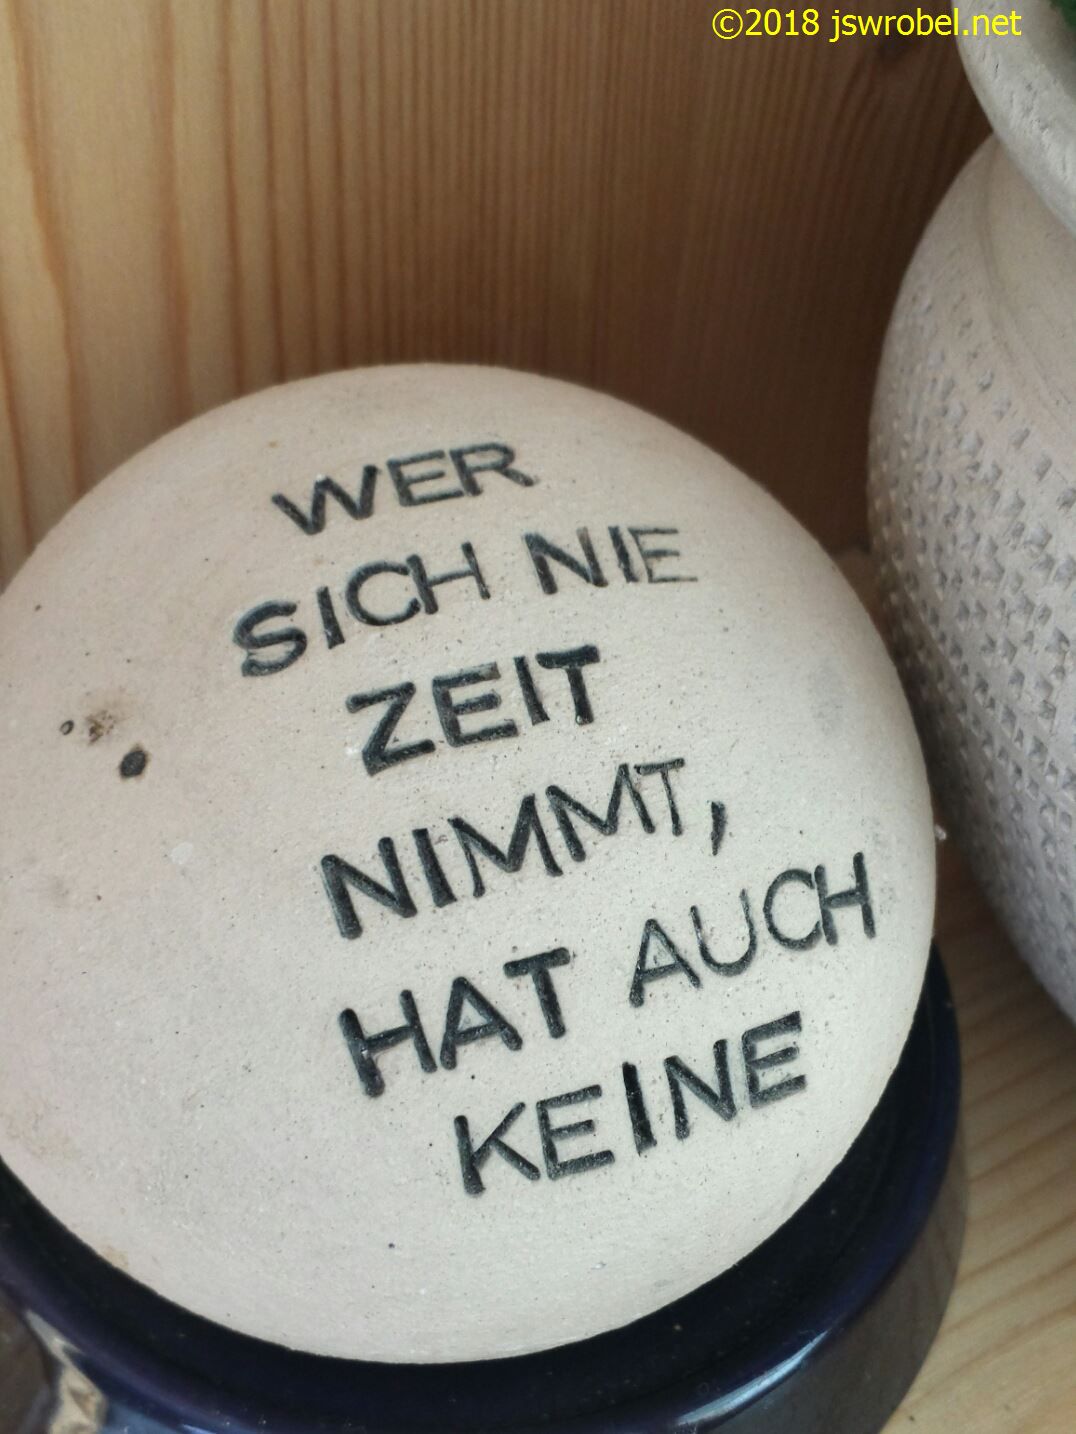 ©2018 jswrobel.net
WER
SICH NIE
ZEIT
NIMMT,
HAT AUCH
KEINE